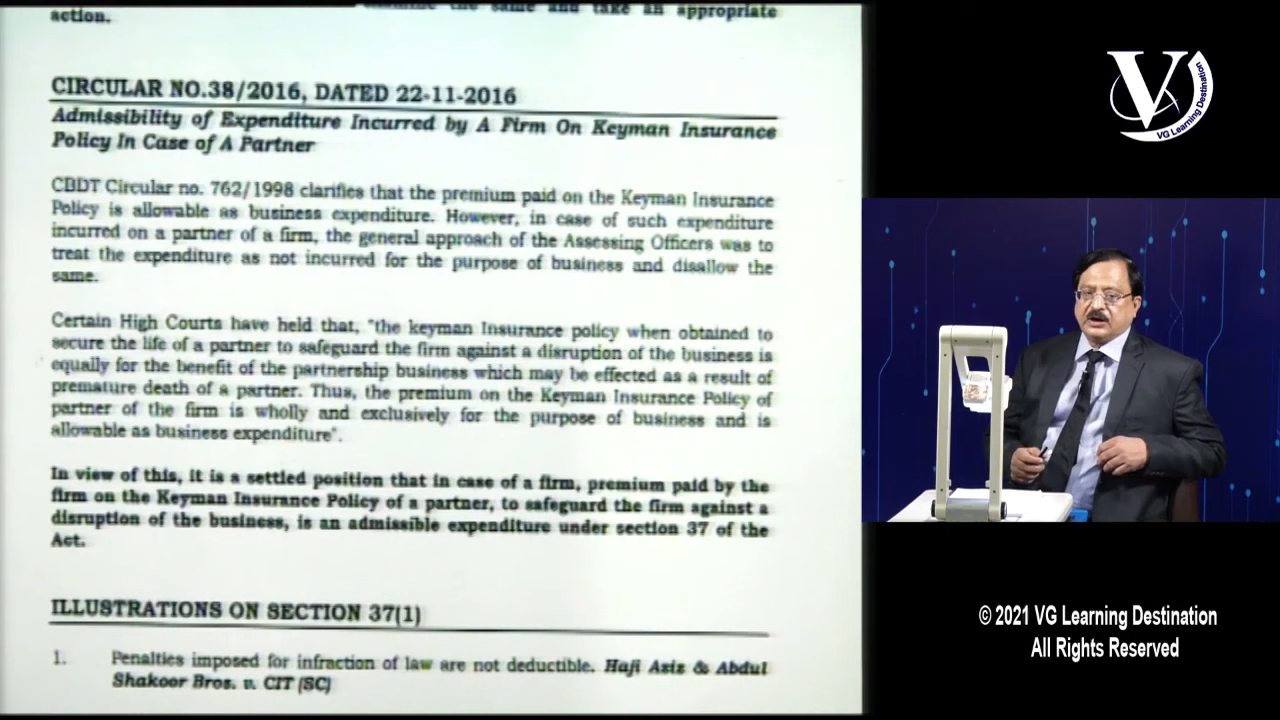 examine the same and take an appropriate
action.
CIRCULAR NO.38/2016, DATED 22-11-2016
Admissibility of Expenditure Incurred by A Firm On Keyman Insurance
Policy In Case of A Partner
CBDT Circular no. 762/1998 clarifies that the premium paid on the Keyman Insurance
Policy is allowable as business expenditure. However, in case of such expenditure
incurred on a partner of a firm, the general approach of the Assessing Officers was to
treat the expenditure as not incurred for the purpose of business and disallow the
same.
Certain High Courts have held that, "the keyman Insurance policy when obtained to
secure the life of a partner to safeguard the firm against a disruption of the business is
equally for the benefit of the partnership business which may be effected as a result of
premature death of a partner. Thus, the premium on the Keyman Insurance Policy of
partner of the firm is wholly and exclusively for the purpose of business and is
allowable as business expenditure".
In view of this, it is a settled position that in case of a firm, premium paid by the
firm on the Keyman Insurance Policy of a partner, to safeguard the firm against a
disruption of the business, is an admissible expenditure under section 37 of the
Act.
ILLUSTRATIONS ON SECTION 37(1)
1. Penalties imposed for infraction of law are not deductible. Haji Aziz & Abdul
Shakoor Bros. v. CIT (SC)
V
VG Learning Destination
© 2021 VG Learning Destination
All Rights Reserved